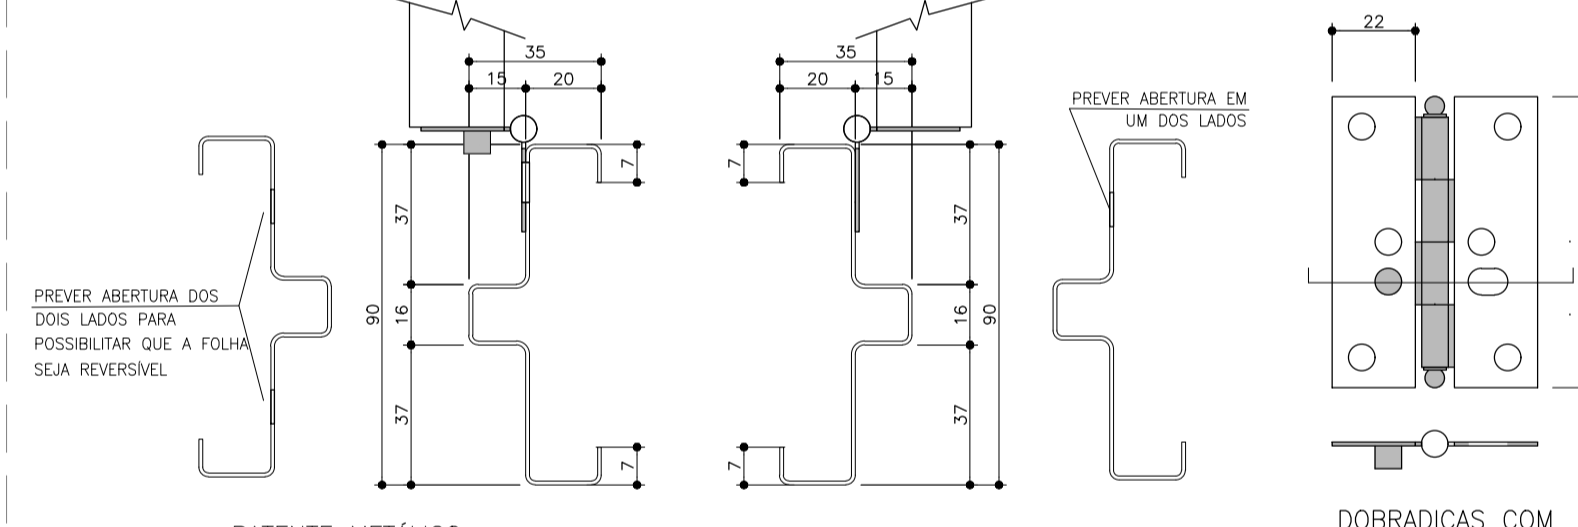 35
15
20
7
37
16
90
37
7
PREVER ABERTURA DOS
DOIS LADOS PARA
POSSIBILITAR QUE A FOLHA
SEJA REVERSÍVEL
35
20
15
7
37
16
90
37
7
PREVER ABERTURA EM
UM DOS LADOS
22
DOBRADIÇAS COM